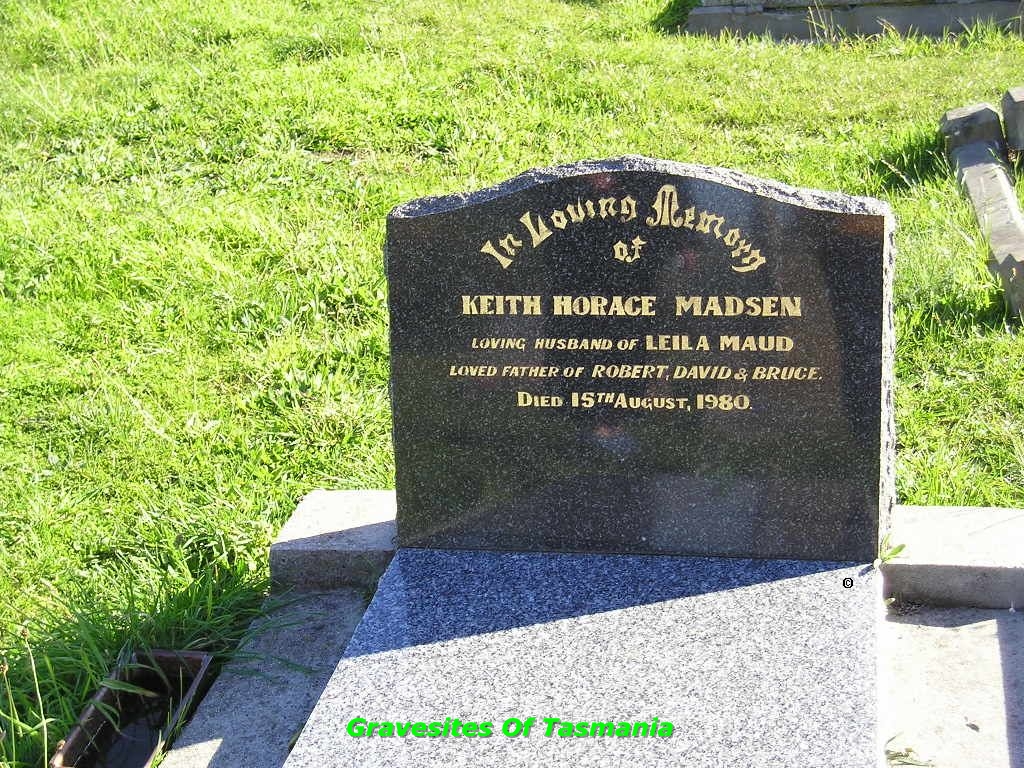 In Loving Memory
of
KEITH HORACE MADSEN
LOVING HUSBAND OF LEILA MAUD
LOVED FATHER OF ROBERT, DAVID & BRUCE.
DIED 15TH AUGUST, 1980.
©
Gravesites Of Tasmania